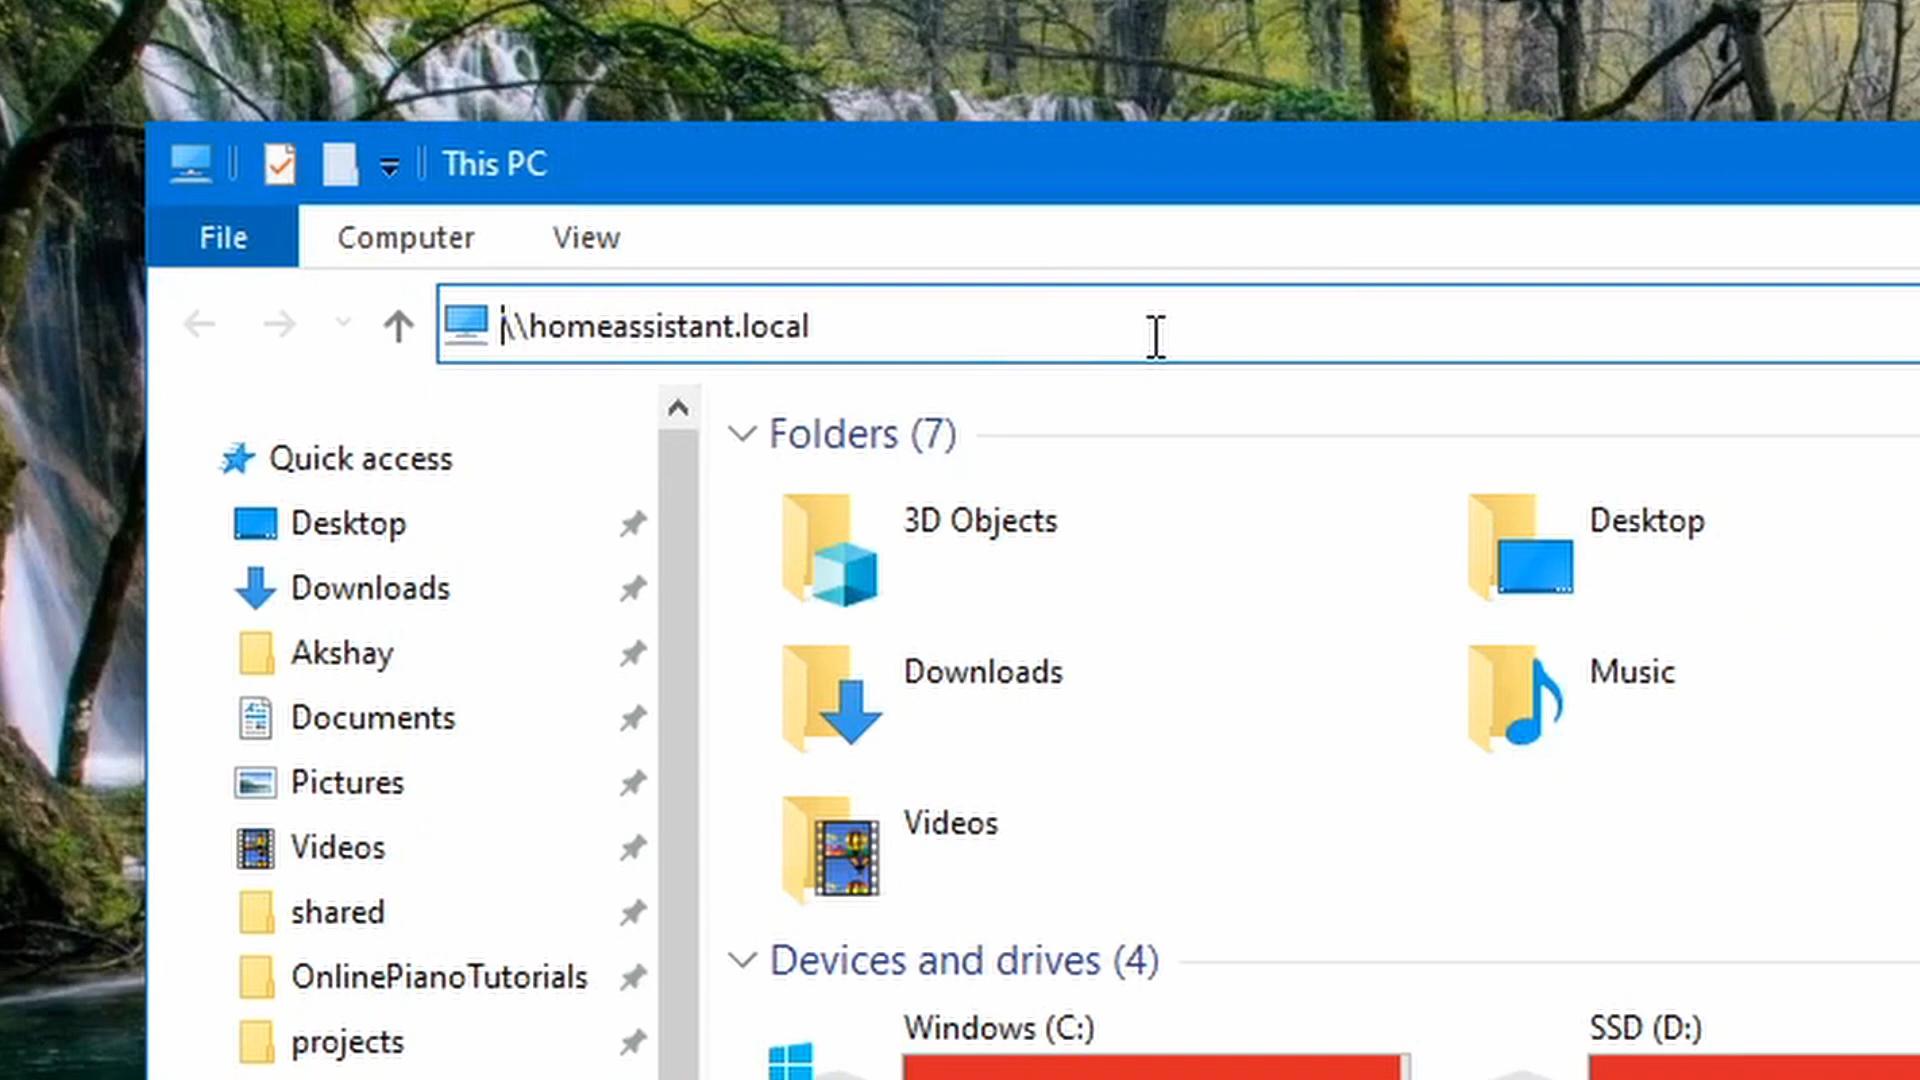 This PC
File Computer View
\\homeassistant.local
Quick access
Desktop
Downloads
Akshay
Documents
Pictures
Videos
shared
OnlinePianoTutorials
projects
Folders (7)
3D Objects
Desktop
Downloads
Music
Videos
Devices and drives (4)
Windows (C:)
SSD (D:)